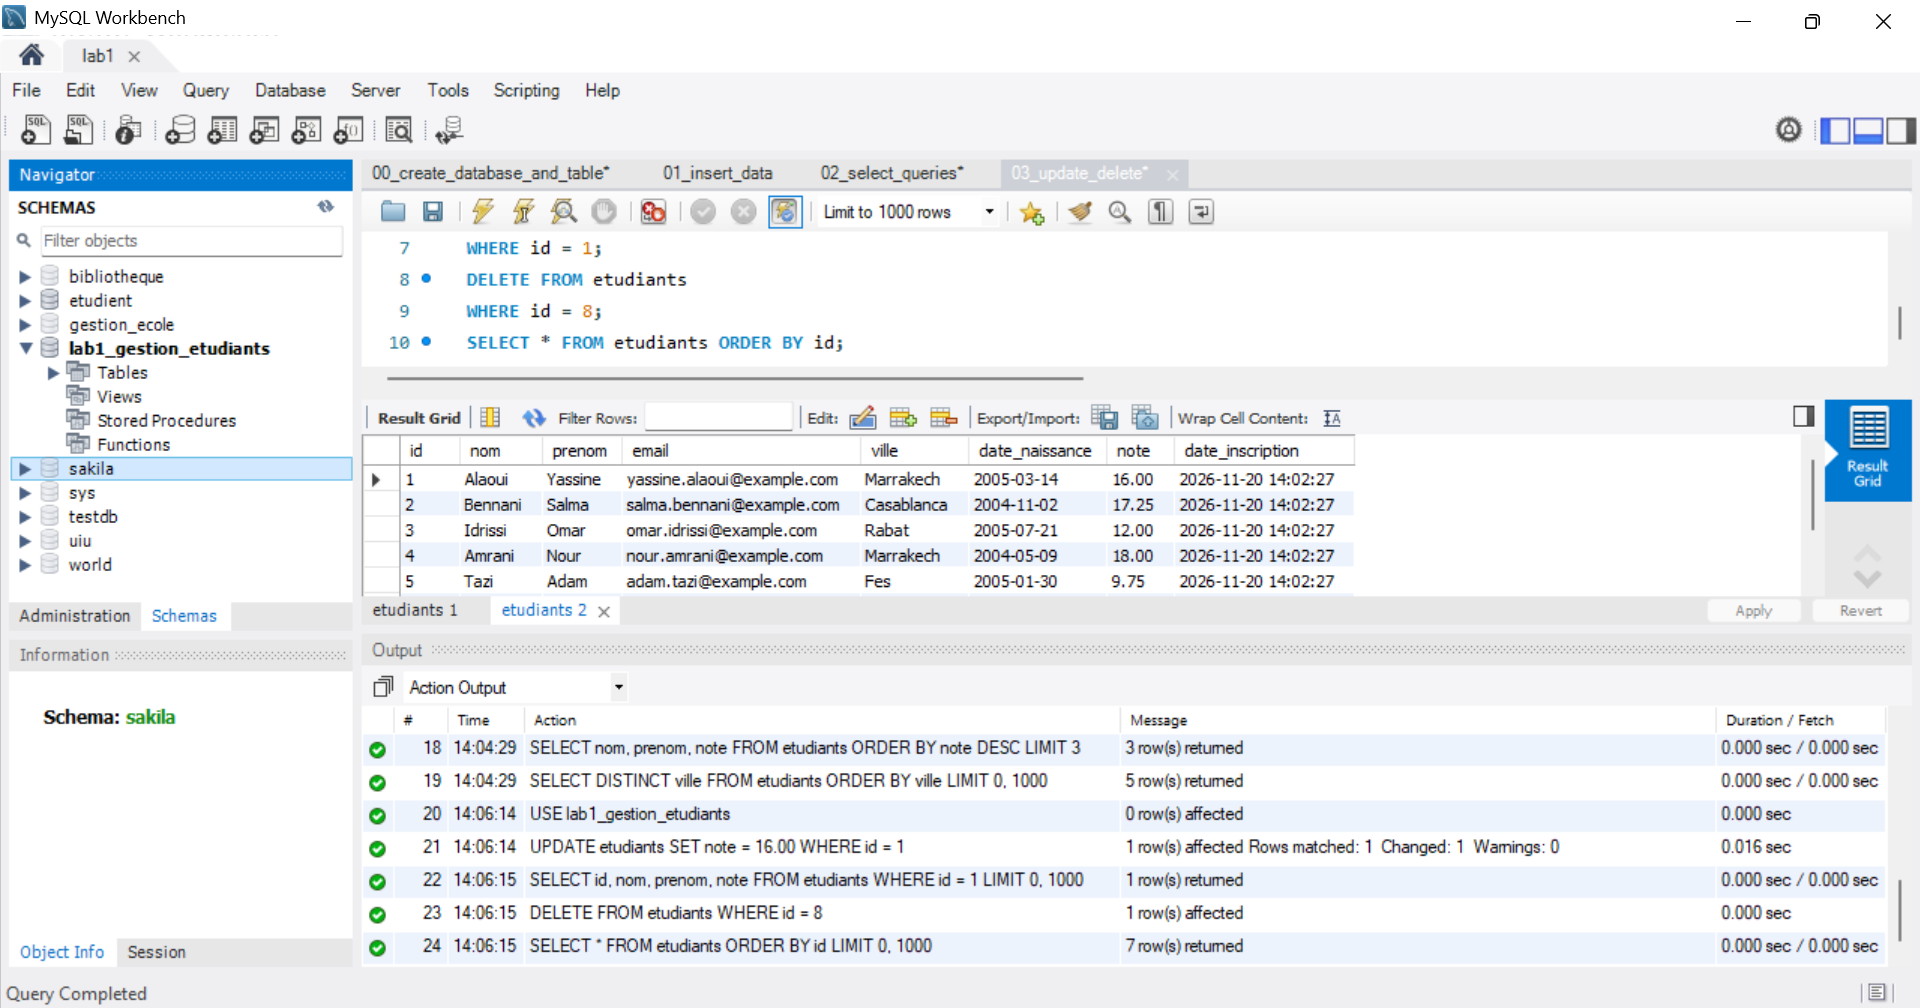 MySQL Workbench
lab1
File Edit View Query Database Server Tools Scripting Help
Navigator
SCHEMAS
Filter objects
bibliotheque
etudient
gestion_ecole
lab1_gestion_etudiants
Tables
Views
Stored Procedures
Functions
sakila
sys
testdb
uiu
world
Administration Schemas
Information
Schema: sakila
Object Info Session
00_create_database_and_table* 01_insert_data 02_select_queries* 03_update_delete*
Limit to 1000 rows
7 WHERE id = 1;
8 DELETE FROM etudiants
9 WHERE id = 8;
10 SELECT * FROM etudiants ORDER BY id;
Result Grid Filter Rows: Edit: Export/Import: Wrap Cell Content:
id nom prenom email ville date_naissance note date_inscription
1 Alaoui Yassine yassine.alaoui@example.com Marrakech 2005-03-14 16.00 2026-11-20 14:02:27
2 Bennani Salma salma.bennani@example.com Casablanca 2004-11-02 17.25 2026-11-20 14:02:27
3 Idrissi Omar omar.idrissi@example.com Rabat 2005-07-21 12.00 2026-11-20 14:02:27
4 Amrani Nour nour.amrani@example.com Marrakech 2004-05-09 18.00 2026-11-20 14:02:27
5 Tazi Adam adam.tazi@example.com Fes 2005-01-30 9.75 2026-11-20 14:02:27
Result
Grid
etudiants 1 etudiants 2 Apply Revert
Output
Action Output
# Time Action Message Duration / Fetch
18 14:04:29 SELECT nom, prenom, note FROM etudiants ORDER BY note DESC LIMIT 3 3 row(s) returned 0.000 sec / 0.000 sec
19 14:04:29 SELECT DISTINCT ville FROM etudiants ORDER BY ville LIMIT 0, 1000 5 row(s) returned 0.000 sec / 0.000 sec
20 14:06:14 USE lab1_gestion_etudiants 0 row(s) affected 0.000 sec
21 14:06:14 UPDATE etudiants SET note = 16.00 WHERE id = 1 1 row(s) affected Rows matched: 1 Changed: 1 Warnings: 0 0.016 sec
22 14:06:15 SELECT id, nom, prenom, note FROM etudiants WHERE id = 1 LIMIT 0, 1000 1 row(s) returned 0.000 sec / 0.000 sec
23 14:06:15 DELETE FROM etudiants WHERE id = 8 1 row(s) affected 0.000 sec
24 14:06:15 SELECT * FROM etudiants ORDER BY id LIMIT 0, 1000 7 row(s) returned 0.000 sec / 0.000 sec
Query Completed